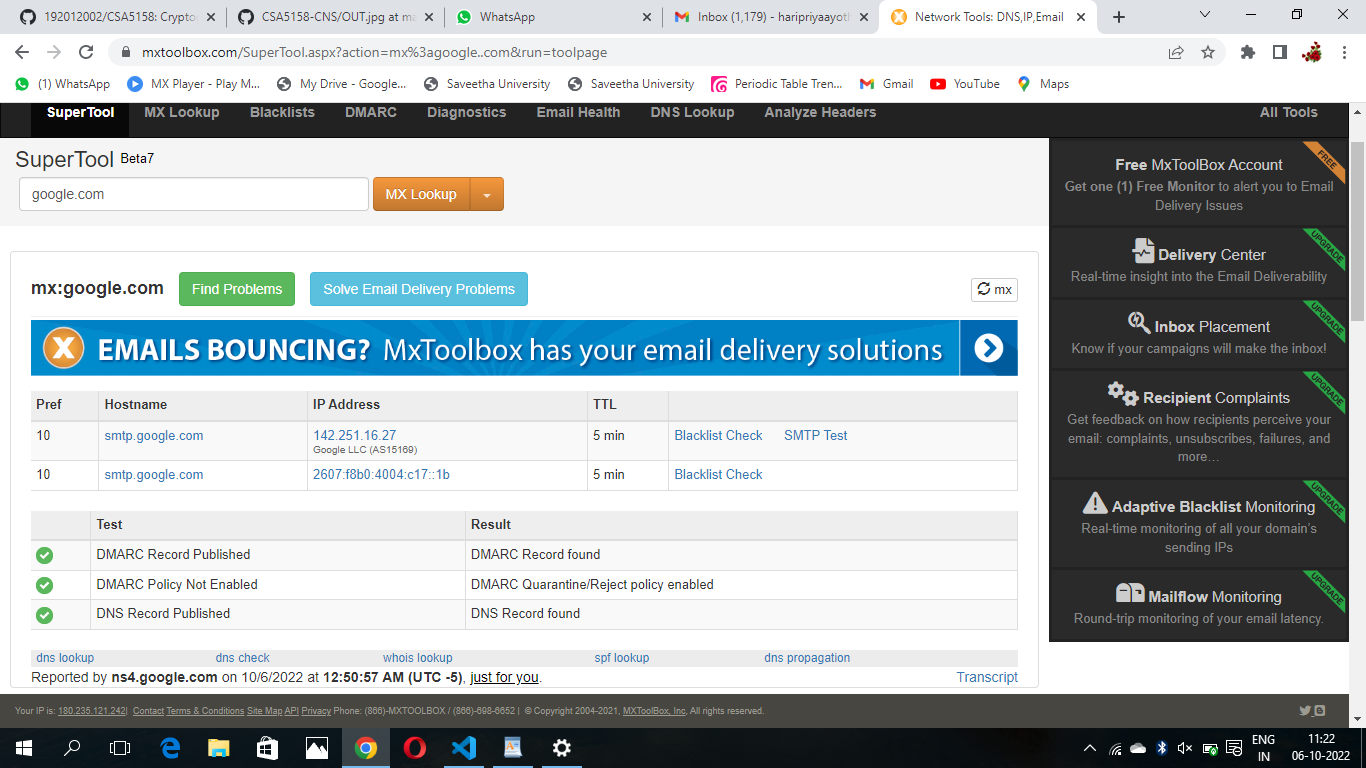 192012002/CSA5158: Crypto
CSA5158-CNS/OUT.jpg at ma
WhatsApp
Inbox (1,179) - haripriyaayoth
Network Tools: DNS,IP,Email
mxtoolbox.com/SuperTool.aspx?action=mx%3agoogle..com&run=toolpage
(1) WhatsApp
MX Player - Play M...
My Drive - Google...
Saveetha University
Saveetha University
Periodic Table Tren...
Gmail
YouTube
Maps
SuperTool MX Lookup Blacklists DMARC Diagnostics Email Health DNS Lookup Analyze Headers All Tools
SuperTool Beta7
google.com MX Lookup
mx:google.com Find Problems Solve Email Delivery Problems mx
X EMAILS BOUNCING? MxToolbox has your email delivery solutions
Pref Hostname IP Address TTL
10 smtp.google.com 142.251.16.27 5 min Blacklist Check SMTP Test
Google LLC (AS15169)
10 smtp.google.com 2607:f8b0:4004:c17::1b 5 min Blacklist Check
Test Result
DMARC Record Published DMARC Record found
DMARC Policy Not Enabled DMARC Quarantine/Reject policy enabled
DNS Record Published DNS Record found
dns lookup dns check whois lookup spf lookup dns propagation
Reported by ns4.google.com on 10/6/2022 at 12:50:57 AM (UTC -5), just for you. Transcript
FREE
Free MxToolBox Account
Get one (1) Free Monitor to alert you to Email
Delivery Issues
UPGRADE
Delivery Center
Real-time insight into the Email Deliverability
UPGRADE
Inbox Placement
Know if your campaigns will make the inbox!
UPGRADE
Recipient Complaints
Get feedback on how recipients perceive your
email: complaints, unsubscribes, failures, and
more…
UPGRADE
Adaptive Blacklist Monitoring
Real-time monitoring of all your domain's
sending IPs
UPGRADE
Mailflow Monitoring
Round-trip monitoring of your email latency.
Your IP is: 180.235.121.242| Contact Terms & Conditions Site Map API Privacy Phone: (866)-MXTOOLBOX / (866)-698-6652 | © Copyright 2004-2021, MXToolBox, Inc, All rights reserved.
ENG
IN
11:22
06-10-2022